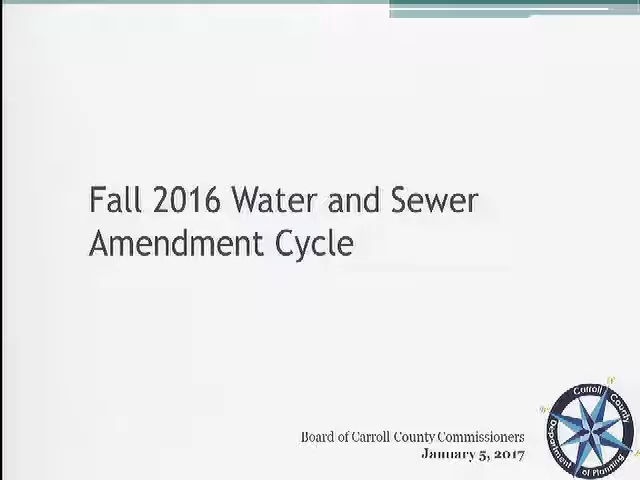 Fall 2016 Water and Sewer
Amendment Cycle
Board of Carroll County Commissioners
January 5, 2017
Carroll County
Department of Planning